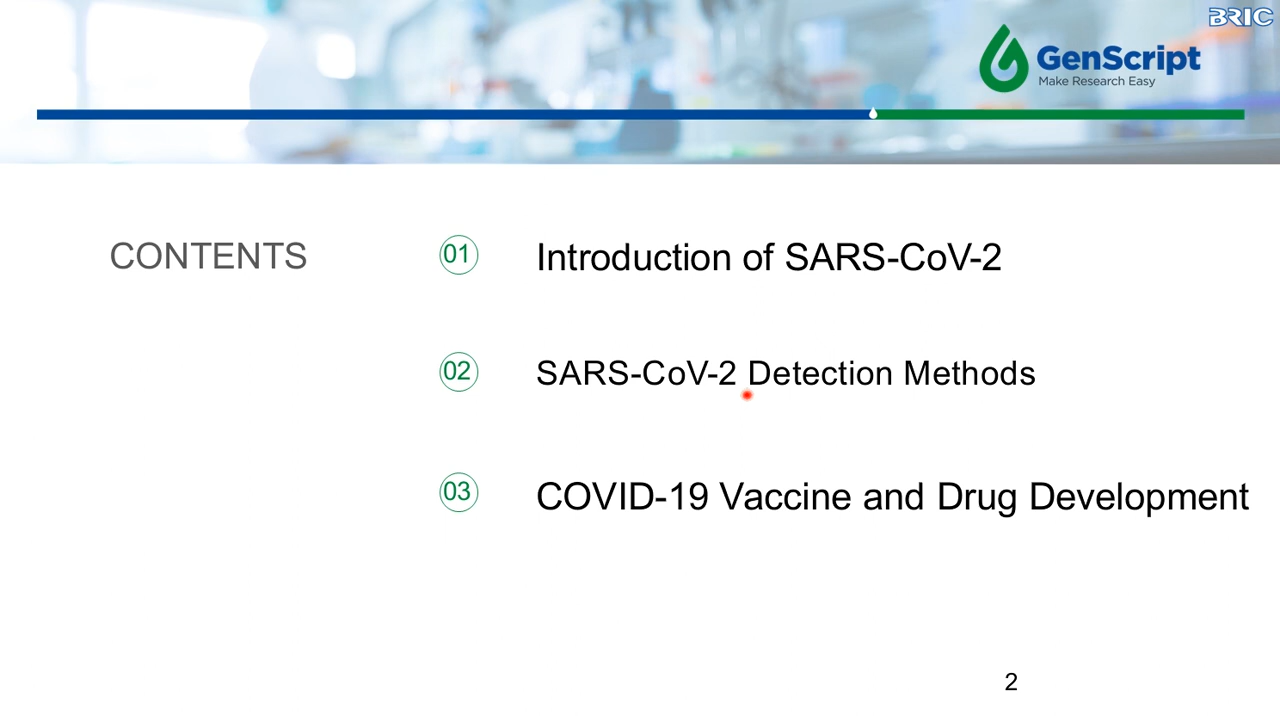 BRIC
GenScript
Make Research Easy
CONTENTS
01 Introduction of SARS-CoV-2
02 SARS-CoV-2 Detection Methods
03 COVID-19 Vaccine and Drug Development
2